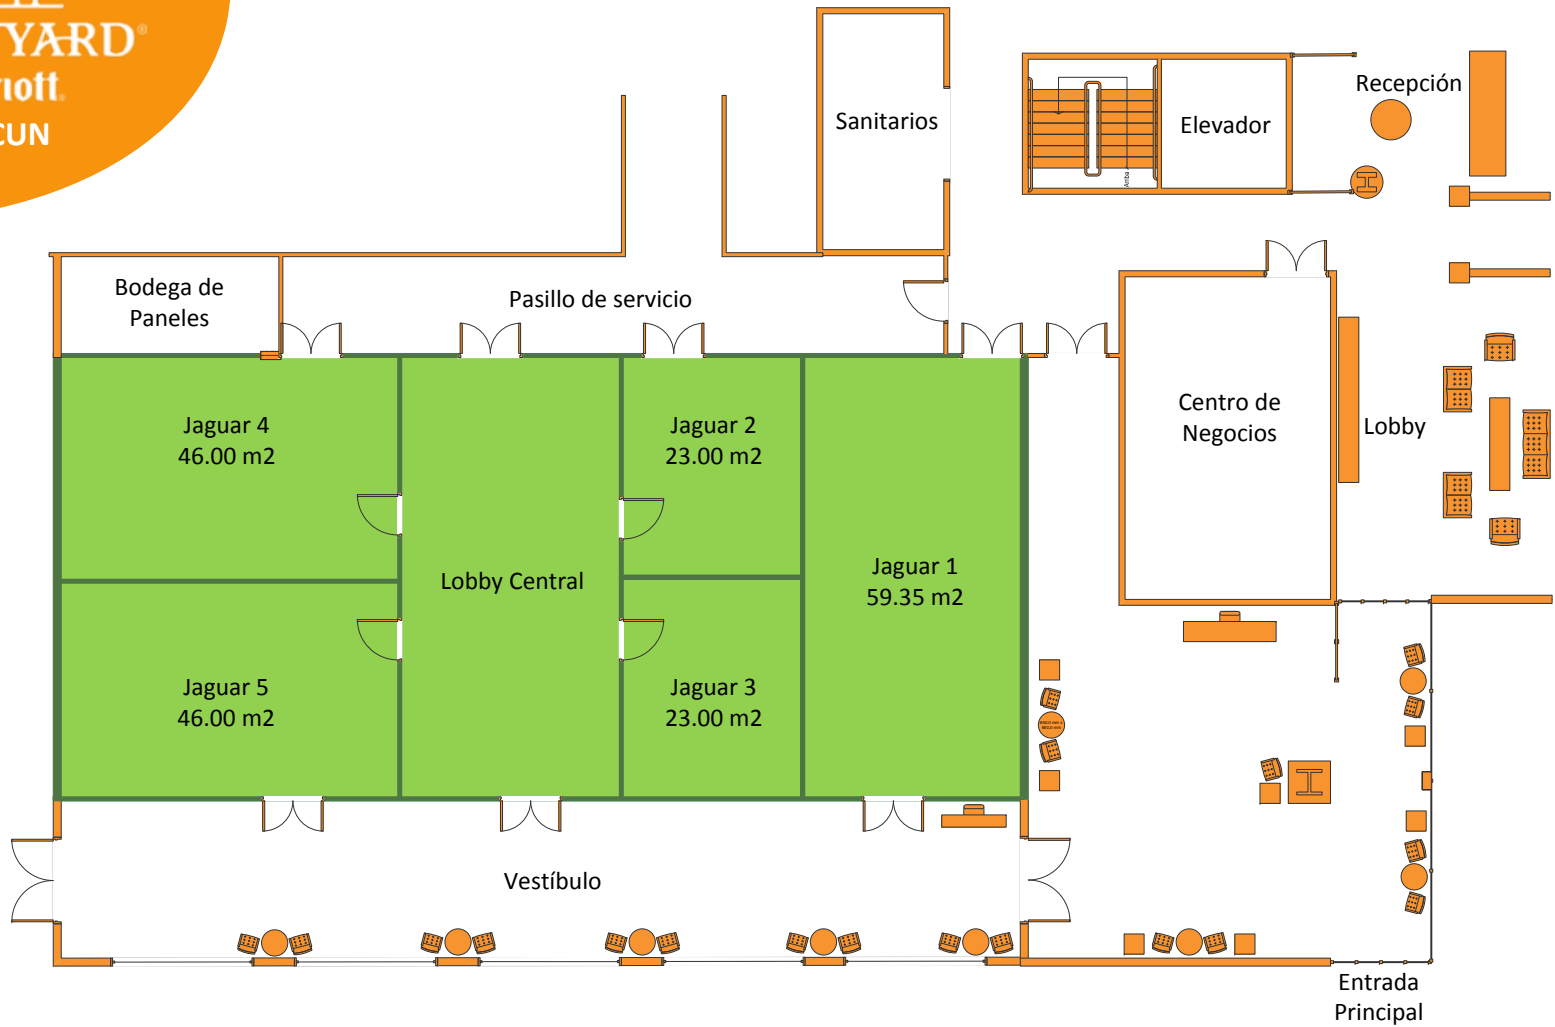 YARD®
riott.
CUN
Sanitarios
Elevador
Recepción
Arriba
Bodega de
Paneles
Pasillo de servicio
Jaguar 4
46.00 m2
Jaguar 2
23.00 m2
Centro de
Negocios
Lobby
Lobby Central
Jaguar 1
59.35 m2
Jaguar 5
46.00 m2
Jaguar 3
23.00 m2
Vestíbulo
Entrada
Principal